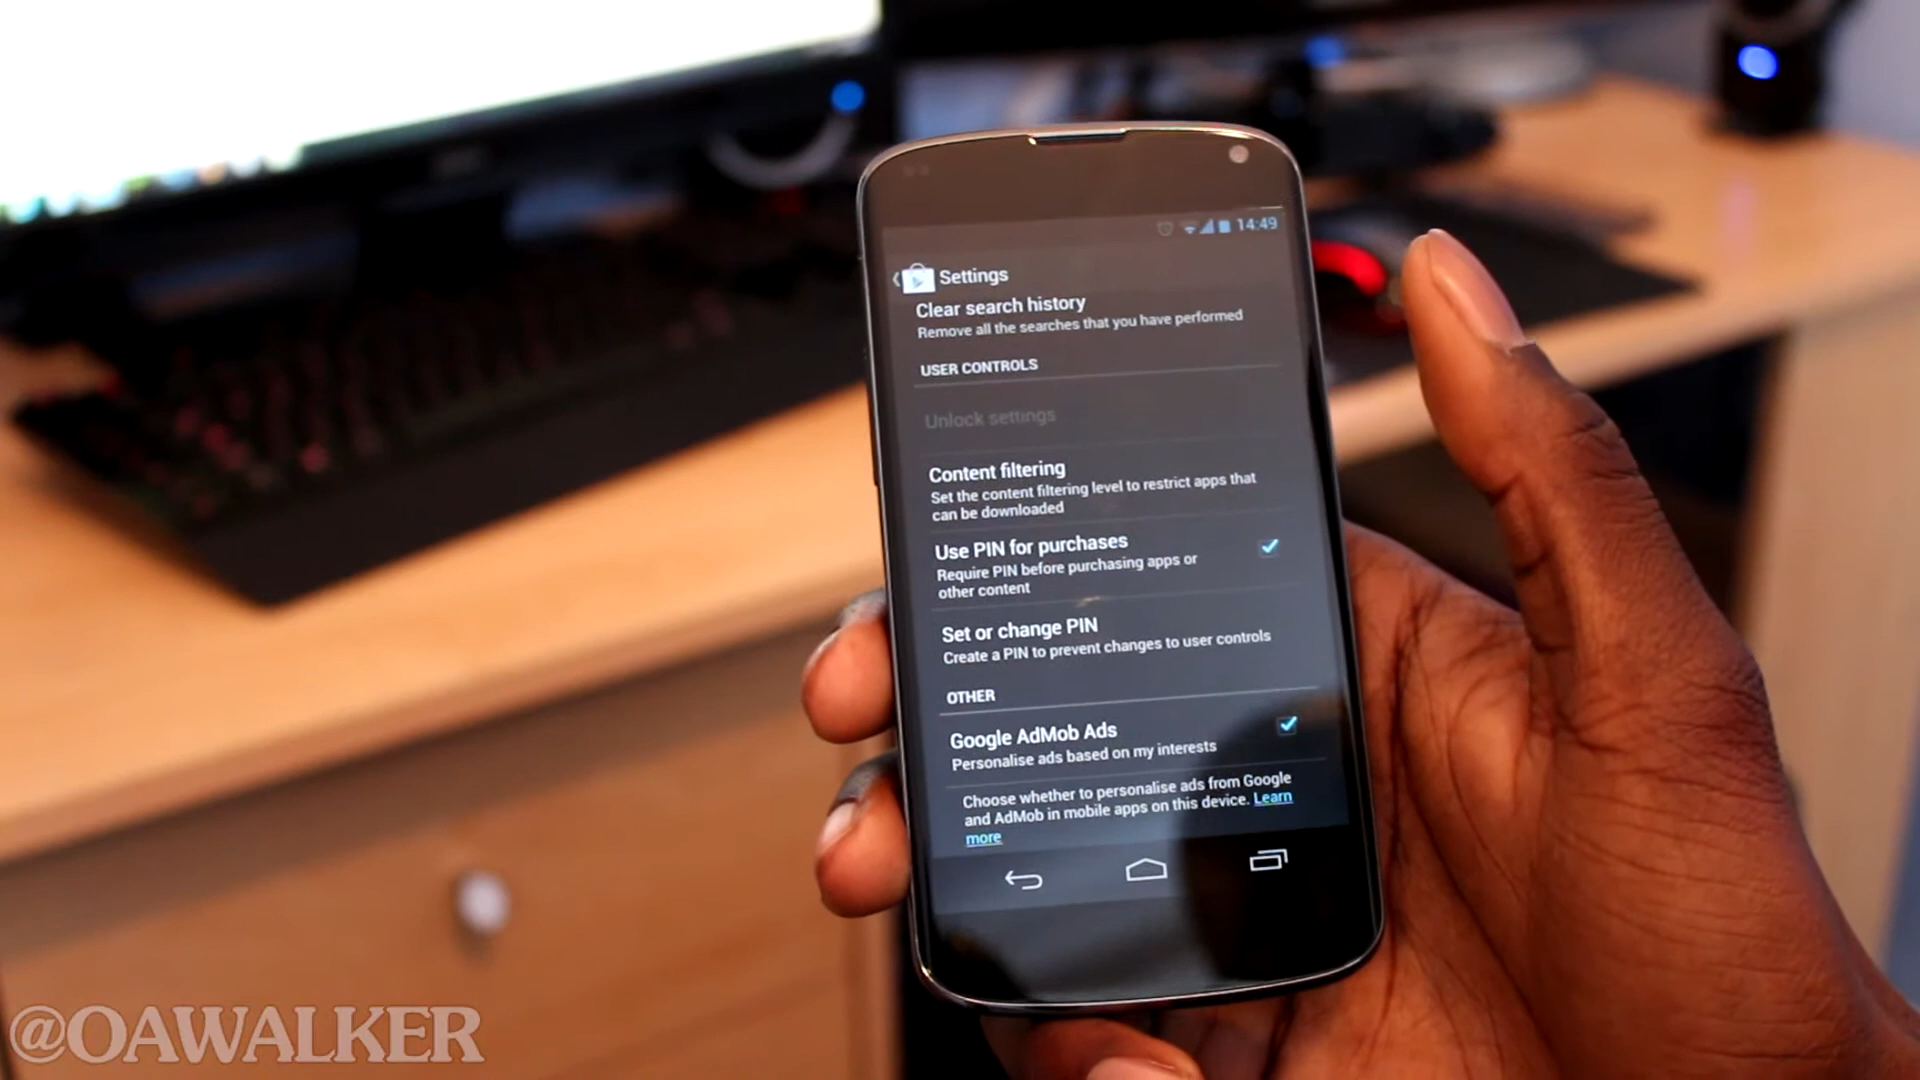 14:49
Settings
Clear search history
Remove all the searches that you have performed
USER CONTROLS
Unlock settings
Content filtering
Set the content filtering level to restrict apps that
can be downloaded
Use PIN for purchases
Require PIN before purchasing apps or
other content
Set or change PIN
Create a PIN to prevent changes to user controls
OTHER
Google AdMob Ads
Personalise ads based on my interests
Choose whether to personalise ads from Google
and AdMob in mobile apps on this device. Learn
more
@OAWALKER